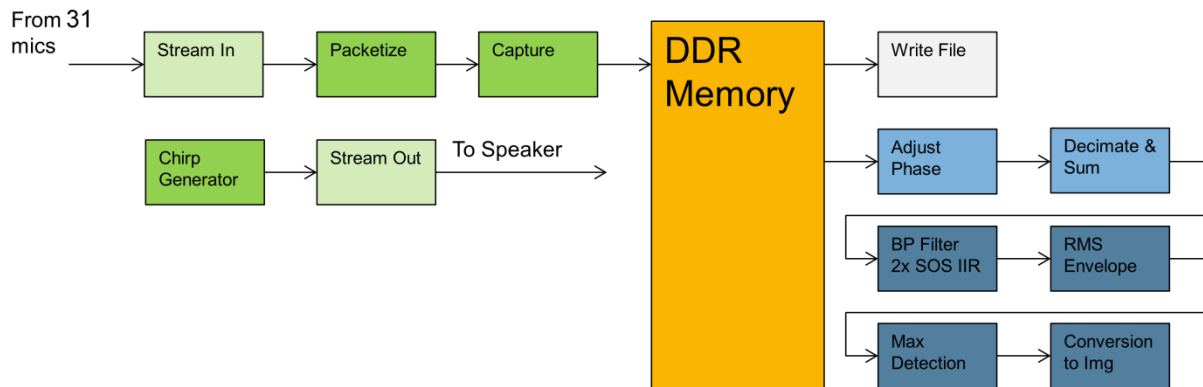 From 31
mics
Stream In
Packetize
Capture
DDR
Memory
Write File
Chirp
Generator
Stream Out
To Speaker
Adjust
Phase
Decimate &
Sum
BP Filter
2x SOS IIR
RMS
Envelope
Max
Detection
Conversion
to Img